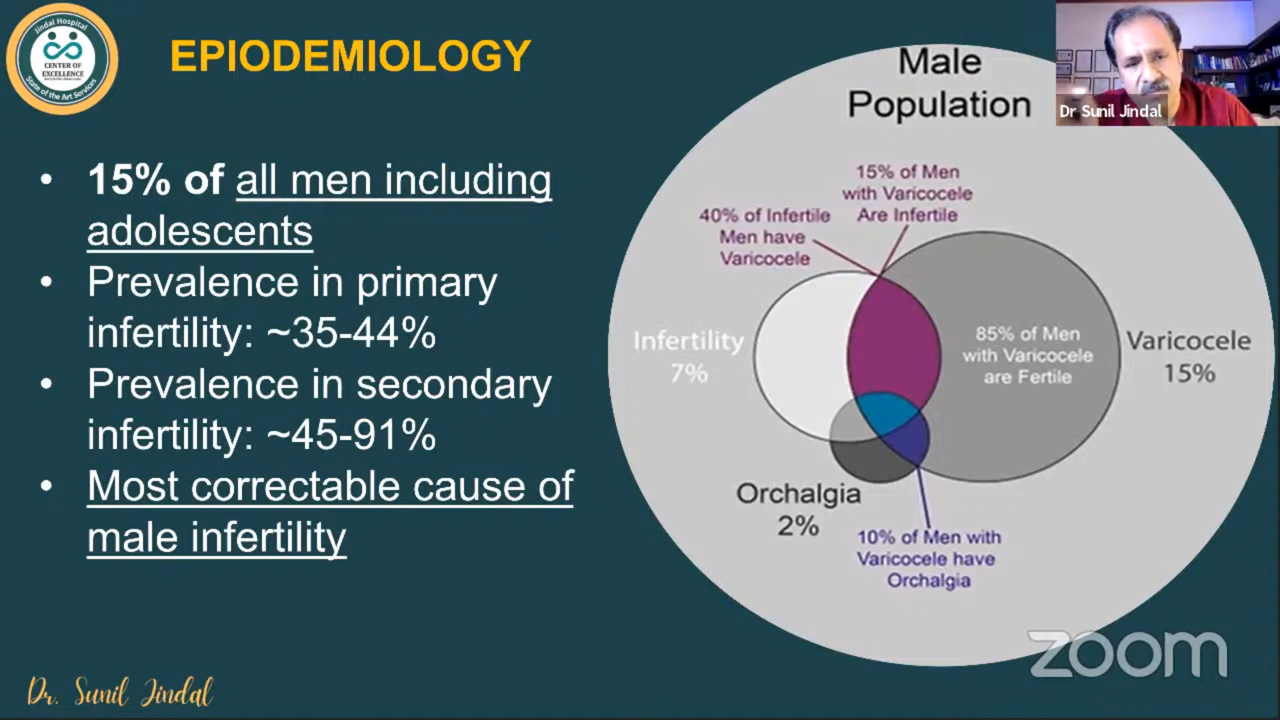 Jindal Hospital
CENTER OF
EXCELLENCE
State of the Art Services
EPIODEMIOLOGY
Dr Sunil Jindal
• 15% of all men including
adolescents
• Prevalence in primary
infertility: ~35-44%
• Prevalence in secondary
infertility: ~45-91%
• Most correctable cause of
male infertility
Male
Population
15% of Men
with Varicocele
Are Infertile
40% of Infertile
Men have
Varicocele
Infertility
7%
85% of Men
with Varicocele
are Fertile
Varicocele
15%
Orchalgia
2%
10% of Men with
Varicocele have
Orchalgia
zoom
Dr. Sunil Jindal